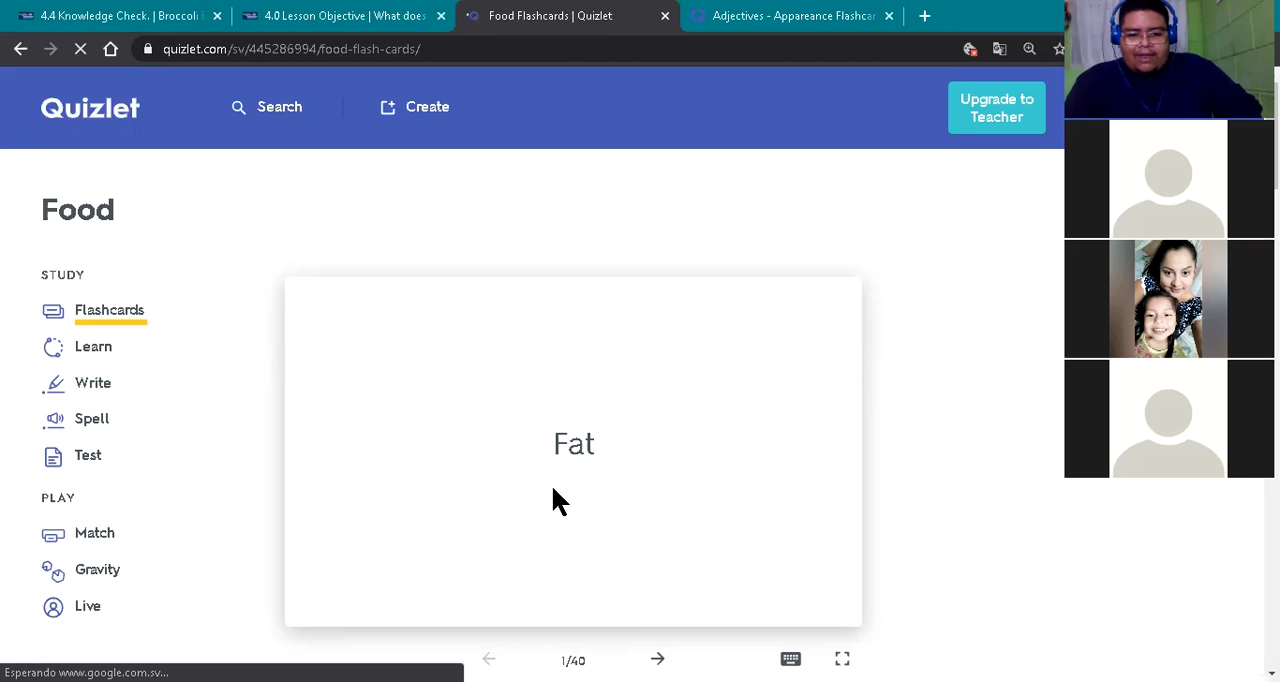 4.4 Knowledge Check. | Broccoli
4.0 Lesson Objective | What does
Food Flashcards | Quizlet
Adjectives - Appareance Flashcar
quizlet.com/sv/445286994/food-flash-cards/
Quizlet
Search
Create
Upgrade to
Teacher
Food
STUDY
Flashcards
Learn
Write
Spell
Test
PLAY
Match
Gravity
Live
Fat
1/40
Esperando www.google.com.sv...